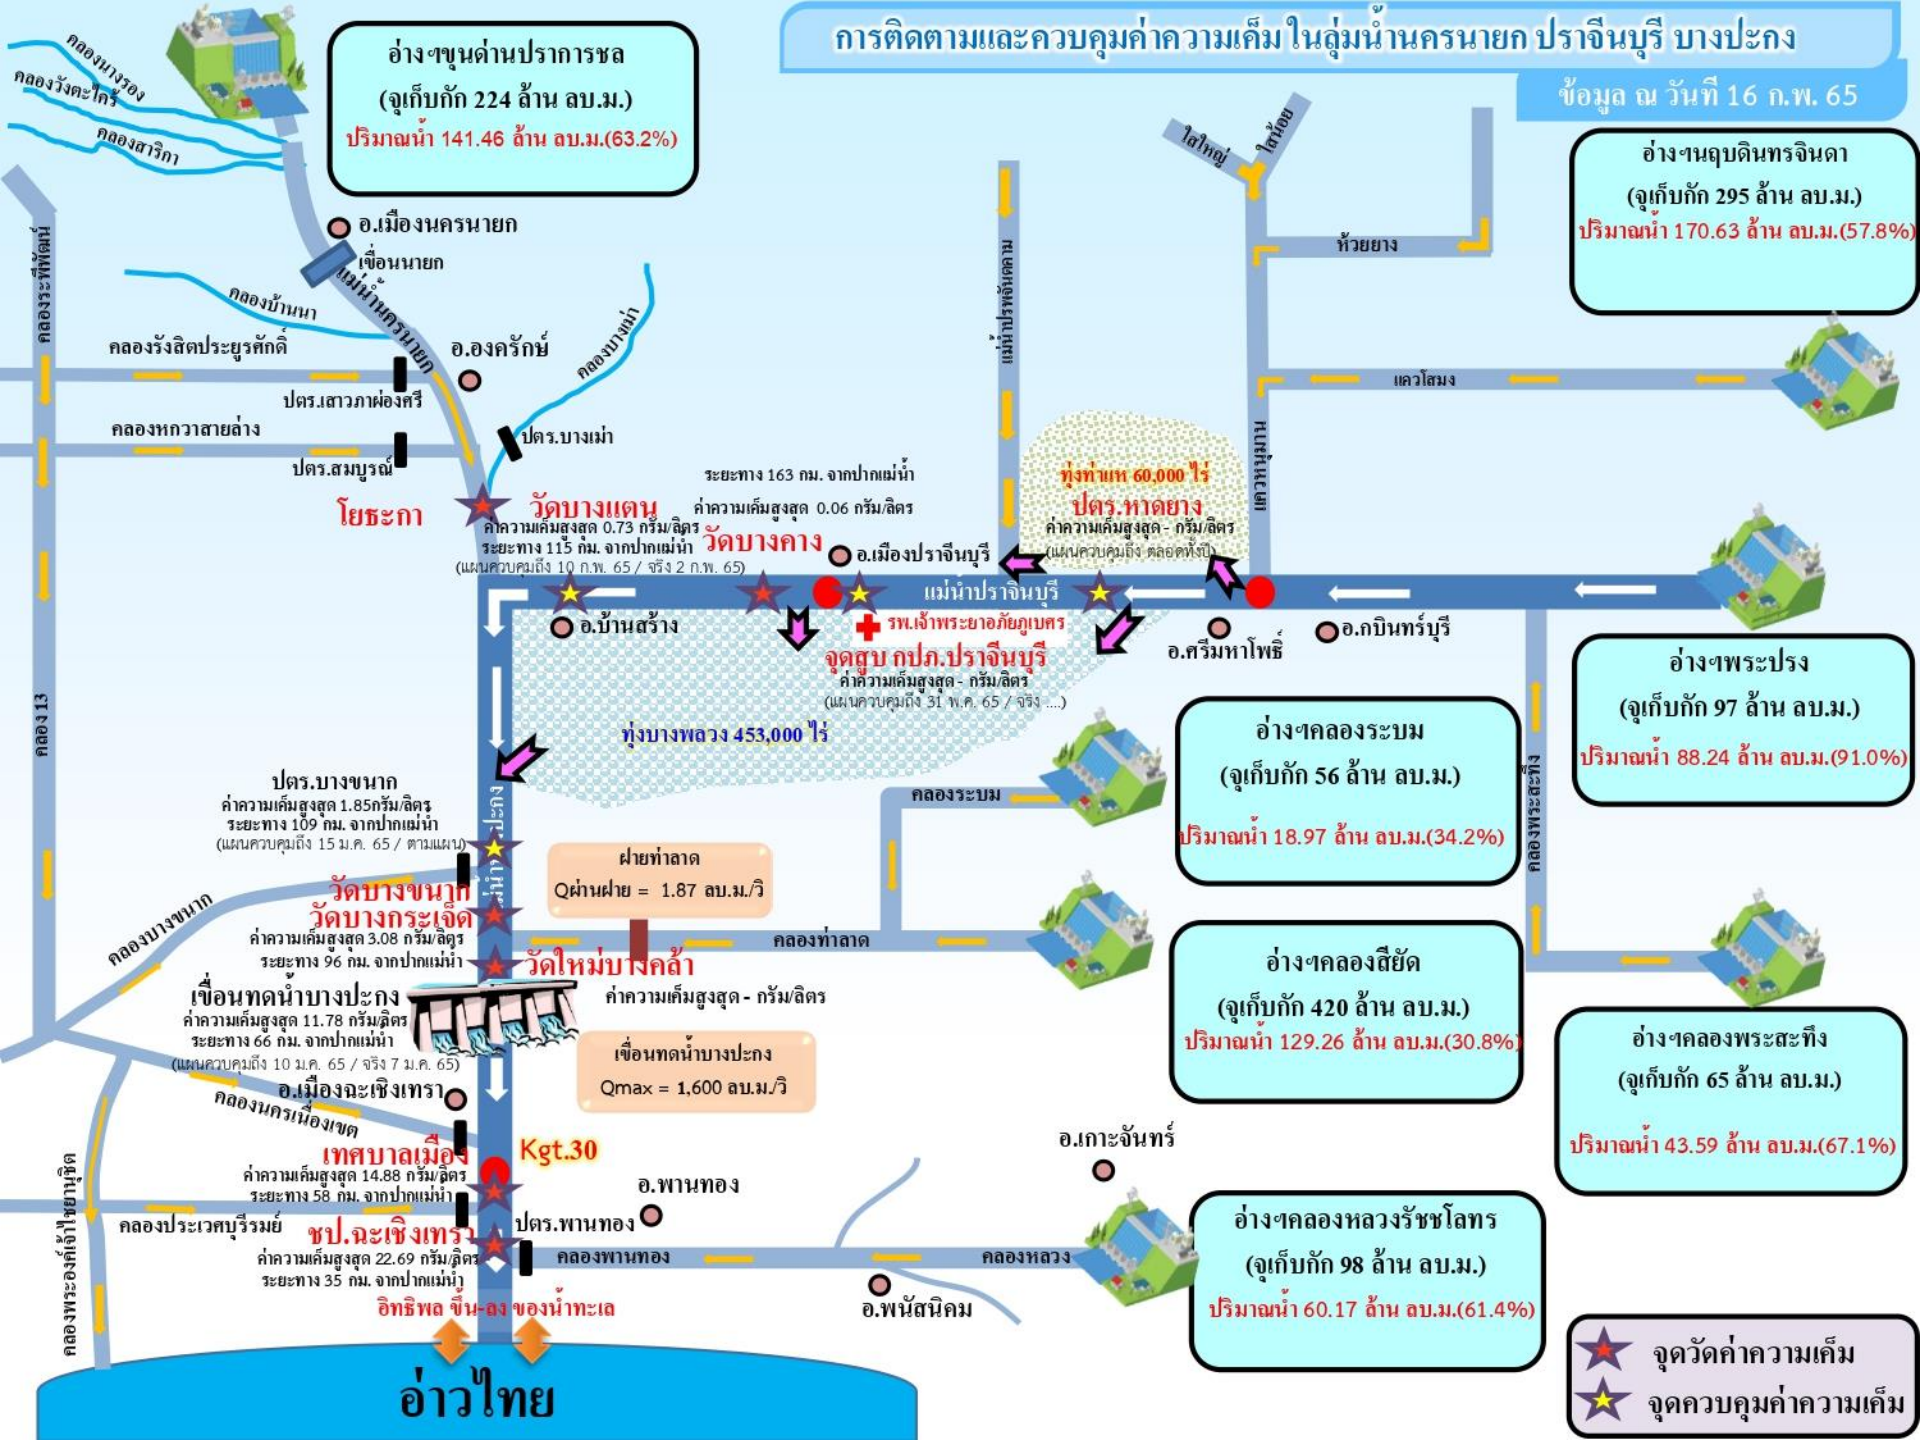 การติดตามและควบคุมค่าความเค็ม ในลุ่มน้ำนครนายก ปราจีนบุรี บางปะกง
ข้อมูล ณ วันที่ 16 ก.พ. 65
อ่างฯขุนด่านปราการชล
(จุเก็บกัก 224 ล้าน ลบ.ม.)
ปริมาณน้ำ 141.46 ล้าน ลบ.ม.(63.2%)
คลองนางรอง
คลองวังตะไคร้
คลองสาริกา
ใสใหญ่
ใสน้อย
อ่างฯนฤบดินทรจินดา
(จุเก็บกัก 295 ล้าน ลบ.ม.)
ปริมาณน้ำ 170.63 ล้าน ลบ.ม.(57.8%)
อ.เมืองนครนายก
เขื่อนนายก
แม่น้ำนครนายก
คลองระพีพัฒน์
คลองบ้านนา
ห้วยยาง
คลองรังสิตประยูรศักดิ์
อ.องครักษ์
คลองบางเม่า
ปตร.เสาวภาผ่องศรี
แควโสมง
คลองหกวาสายล่าง
ปตร.บางเม่า
ปตร.สมบูรณ์
แควหนุมาน
โยธะกา
วัดบางแตน
ค่าความเค็มสูงสุด 0.73 กรัม/ลิตร
ระยะทาง 115 กม. จากปากแม่น้ำ
(แผนควบคุมถึง 10 ก.พ. 65 / จริง 2 ก.พ. 65)
ระยะทาง 163 กม. จากปากแม่น้ำ
ค่าความเค็มสูงสุด 0.06 กรัม/ลิตร
วัดบางคาง
อ.เมืองปราจีนบุรี
ทุ่งท่าแห 60,000 ไร่
ปตร.หาดยาง
ค่าความเค็มสูงสุด - กรัม/ลิตร
(แผนควบคุมถึง ตลอดทั้งปี)
แม่น้ำปราจีนบุรี
อ.บ้านสร้าง
รพ.เจ้าพระยาอภัยภูเบศร
จุดสูบ กปภ.ปราจีนบุรี
ค่าความเค็มสูงสุด - กรัม/ลิตร
(แผนควบคุมถึง 31 พ.ค. 65 / จริง ....)
อ.ศรีมหาโพธิ์
อ.กบินทร์บุรี
ทุ่งบางพลวง 453,000 ไร่
อ่างฯพระปรง
(จุเก็บกัก 97 ล้าน ลบ.ม.)
ปริมาณน้ำ 88.24 ล้าน ลบ.ม.(91.0%)
อ่างฯคลองระบม
(จุเก็บกัก 56 ล้าน ลบ.ม.)
ปริมาณน้ำ 18.97 ล้าน ลบ.ม.(34.2%)
คลอง 13
คลองพระสะทึง
คลองระบม
ปตร.บางขนาก
ค่าความเค็มสูงสุด 1.85กรัม/ลิตร
ระยะทาง 109 กม. จากปากแม่น้ำ
(แผนควบคุมถึง 15 ม.ค. 65 / ตามแผน)
ฝายท่าลาด
Qผ่านฝาย = 1.87 ลบ.ม./วิ
วัดบางขนาก
วัดบางกระเจ็ด
ค่าความเค็มสูงสุด 3.08 กรัม/ลิตร
ระยะทาง 96 กม. จากปากแม่น้ำ
คลองบางขนาก
คลองท่าลาด
วัดใหม่บางคล้า
ค่าความเค็มสูงสุด - กรัม/ลิตร
อ่างฯคลองสียัด
(จุเก็บกัก 420 ล้าน ลบ.ม.)
ปริมาณน้ำ 129.26 ล้าน ลบ.ม.(30.8%)
เขื่อนทดน้ำบางปะกง
ค่าความเค็มสูงสุด 11.78 กรัม/ลิตร
ระยะทาง 66 กม. จากปากแม่น้ำ
(แผนควบคุมถึง 10 ม.ค. 65 / จริง 7 ม.ค. 65)
เขื่อนทดน้ำบางปะกง
Qmax = 1,600 ลบ.ม./วิ
อ่างฯคลองพระสะทึง
(จุเก็บกัก 65 ล้าน ลบ.ม.)
ปริมาณน้ำ 43.59 ล้าน ลบ.ม.(67.1%)
อ.เมืองฉะเชิงเทรา
คลองนครเนื่องเขต
เทศบาลเมือง
ค่าความเค็มสูงสุด 14.88 กรัม/ลิตร
ระยะทาง 58 กม. จากปากแม่น้ำ
Kgt.30
อ.เกาะจันทร์
อ.พานทอง
คลองประเวศบุรีรมย์
ชป.ฉะเชิงเทรา
ค่าความเค็มสูงสุด 22.69 กรัม/ลิตร
ระยะทาง 35 กม. จากปากแม่น้ำ
ปตร.พานทอง
คลองพานทอง
คลองหลวง
คลองพระองค์เจ้าไชยานุชิต
อ่างฯคลองหลวงรัชชโลทร
(จุเก็บกัก 98 ล้าน ลบ.ม.)
ปริมาณน้ำ 60.17 ล้าน ลบ.ม.(61.4%)
อ.พนัสนิคม
อิทธิพล ขึ้น-ลง ของน้ำทะเล
อ่าวไทย
จุดวัดค่าความเค็ม
จุดควบคุมค่าความเค็ม